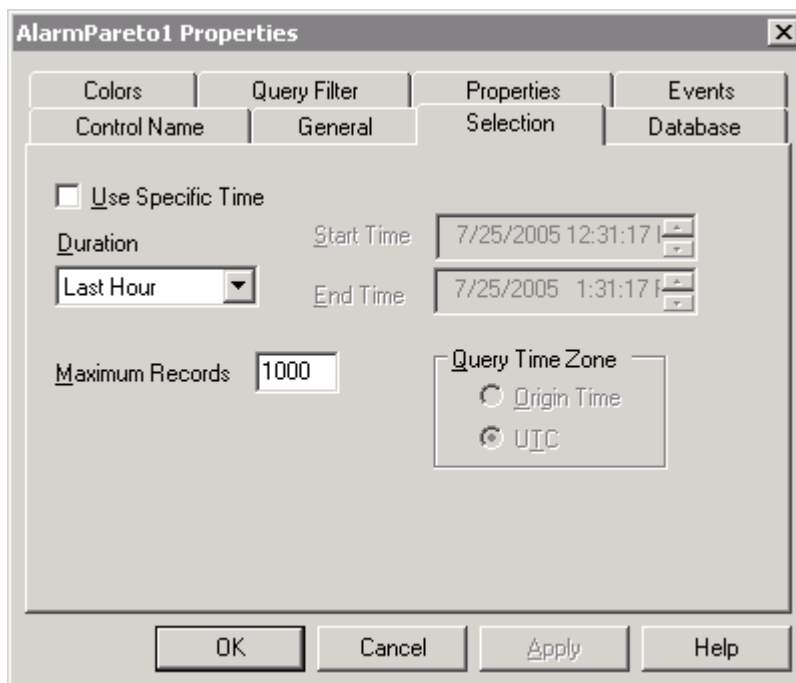 AlarmPareto1 Properties
Colors Query Filter Properties Events
Control Name General Selection Database
Use Specific Time
Duration
Start Time 7/25/2005 12:31:17
Last Hour
End Time 7/25/2005 1:31:17
Maximum Records 1000
Query Time Zone
Origin Time
UTC
OK Cancel Apply Help